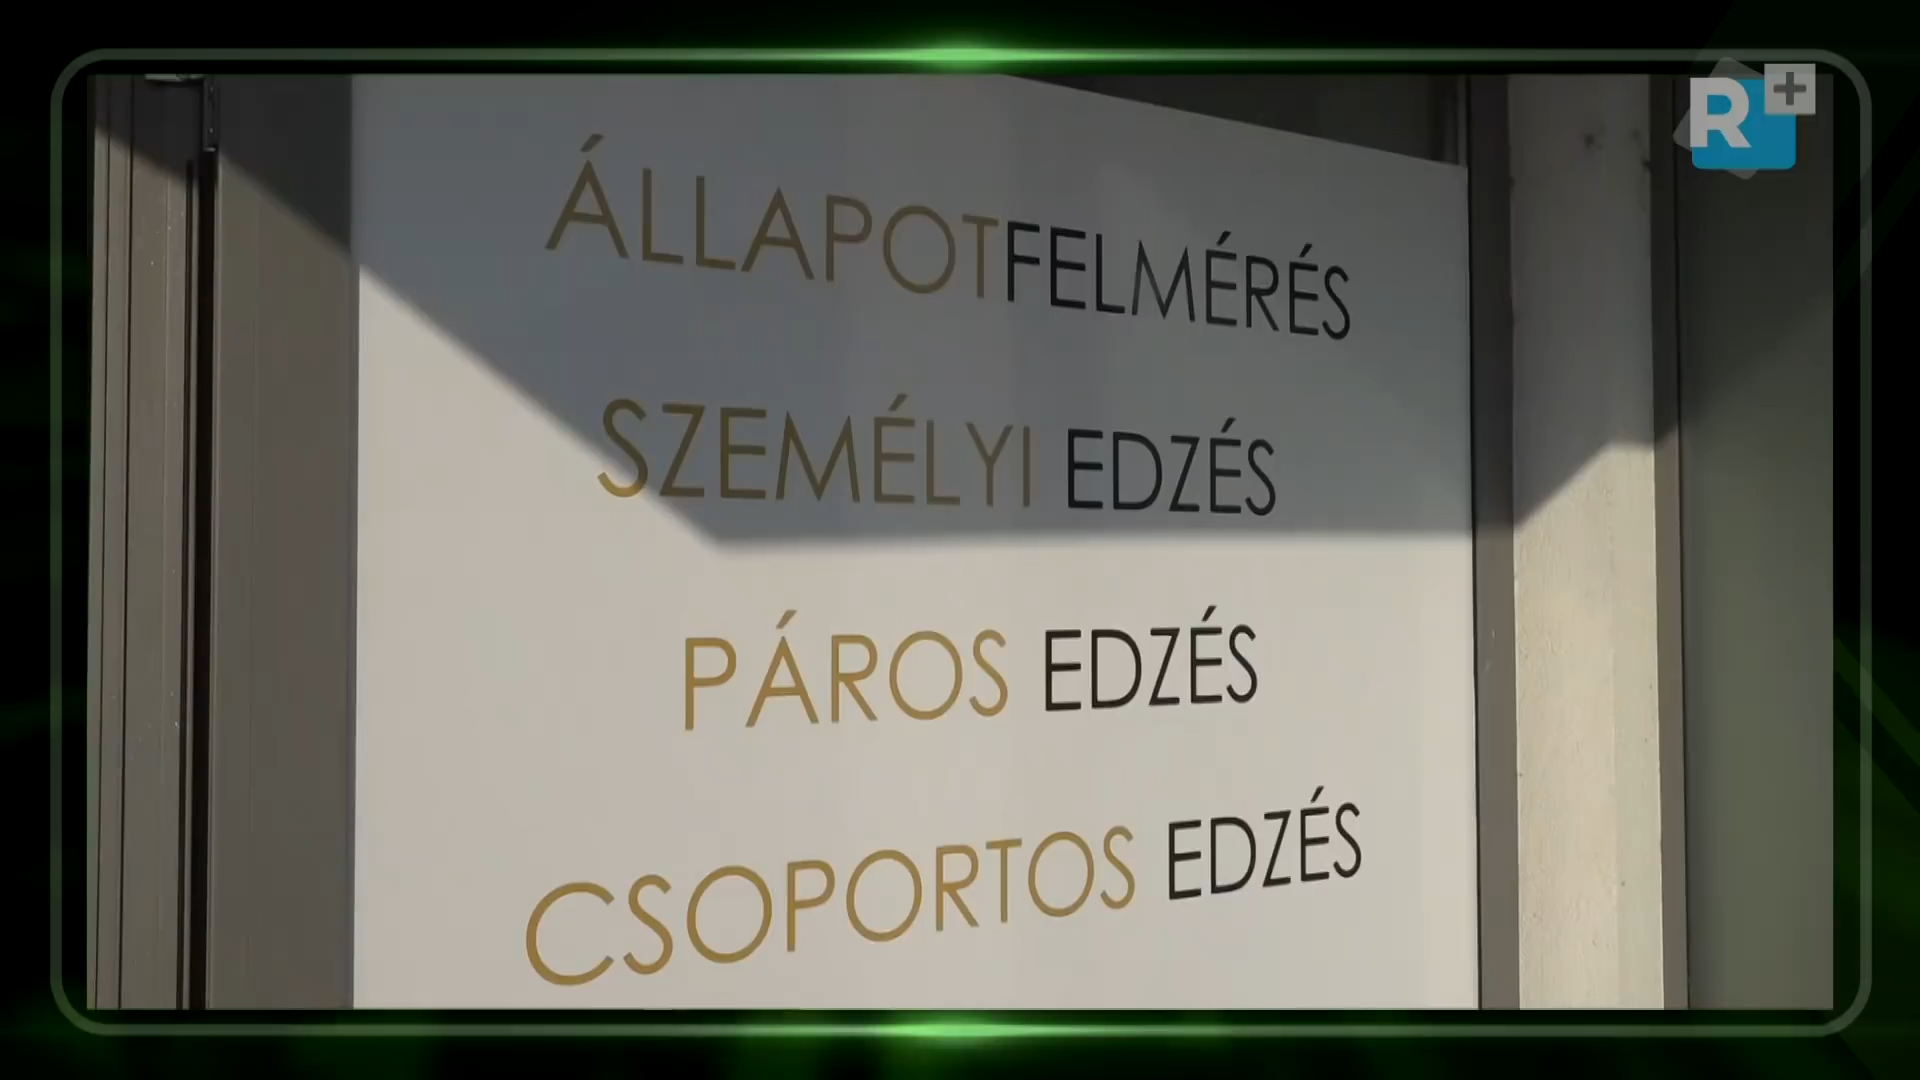 R+
ÁLLAPOTFELMÉRÉS
SZEMÉLYI EDZÉS
PÁROS EDZÉS
CSOPORTOS EDZÉS